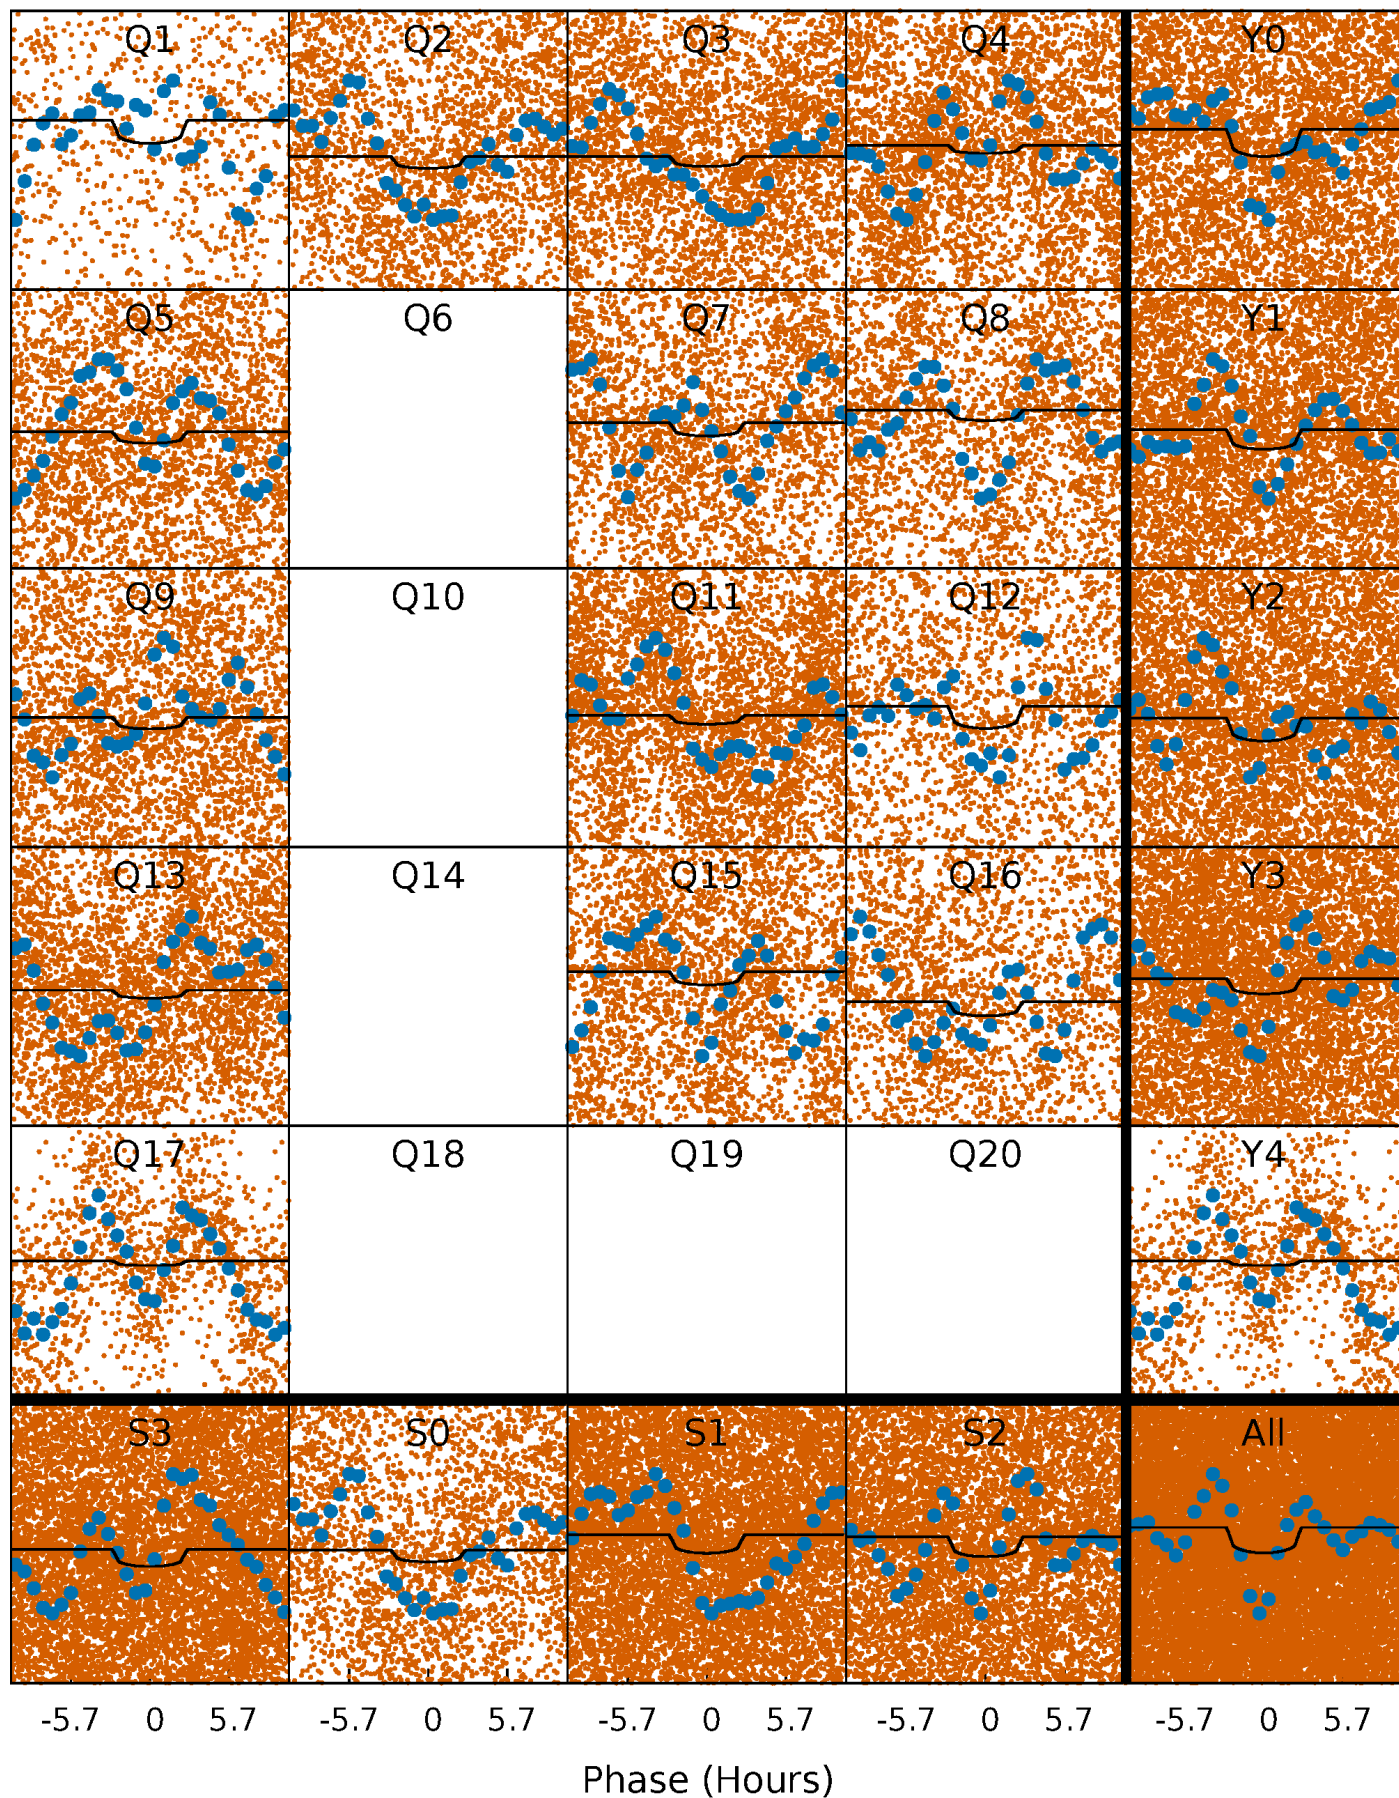 Q1 Q2 Q3 Q4 Y0
Q5 Q6 Q7 Q8 Y1
Q9 Q10 Q11 Q12 Y2
Q13 Q14 Q15 Q16 Y3
Q17 Q18 Q19 Q20 Y4
S3 S0 S1 S2 All
-5.7 0 5.7 -5.7 0 5.7 -5.7 0 5.7 -5.7 0 5.7 -5.7 0 5.7
Phase (Hours)